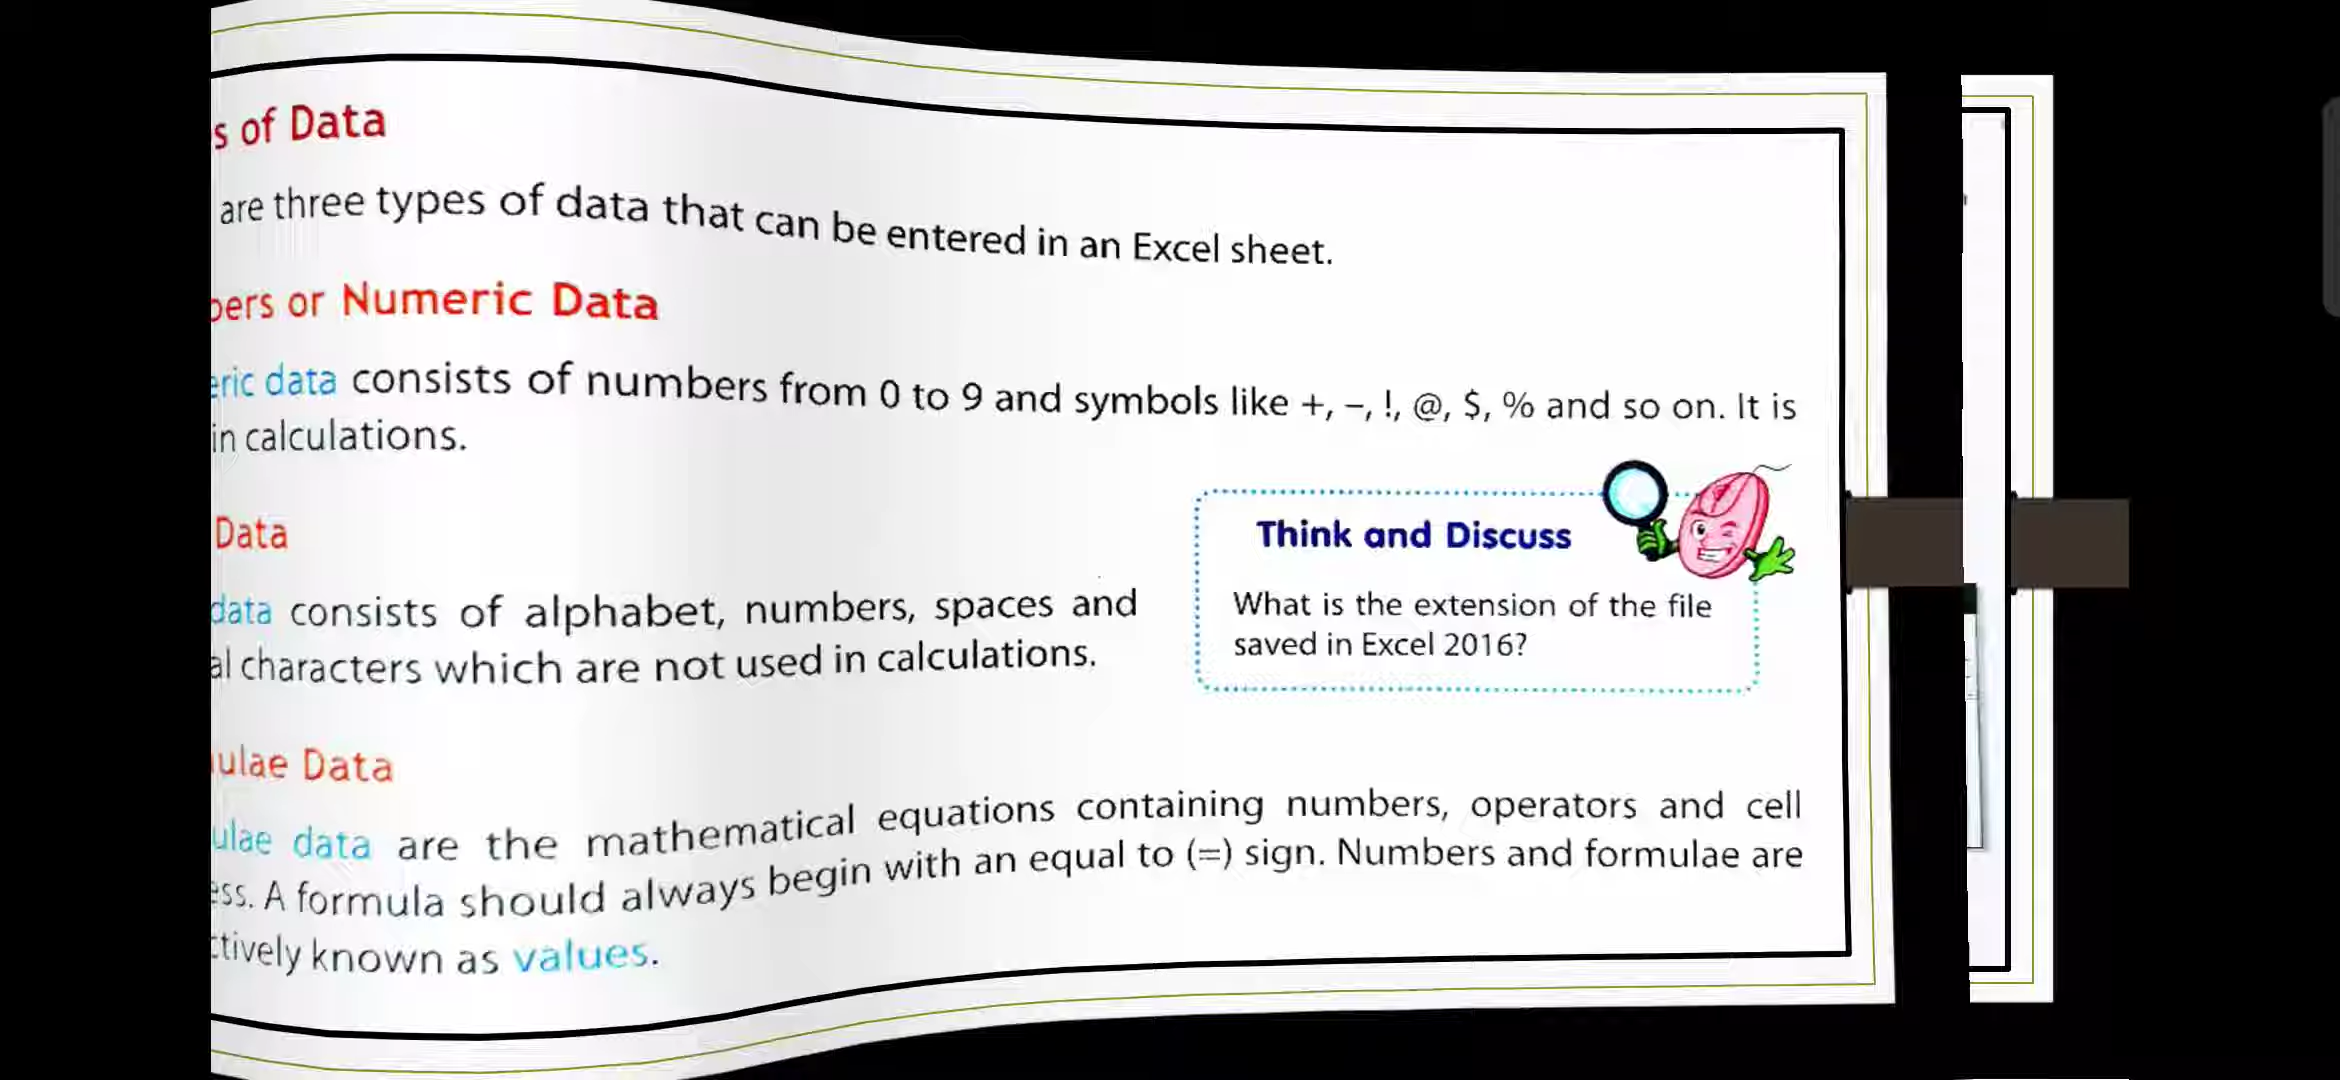 s of Data
are three types of data that can be entered in an Excel sheet.
bers or Numeric Data
eric data consists of numbers from 0 to 9 and symbols like +, –, !, @, $, % and so on. It is
in calculations.
Data
data consists of alphabet, numbers, spaces and
al characters which are not used in calculations.
Think and Discuss
What is the extension of the file
saved in Excel 2016?
ulae Data
ulae data are the mathematical equations containing numbers, operators and cell
ess. A formula should always begin with an equal to (=) sign. Numbers and formulae are
ctively known as values.